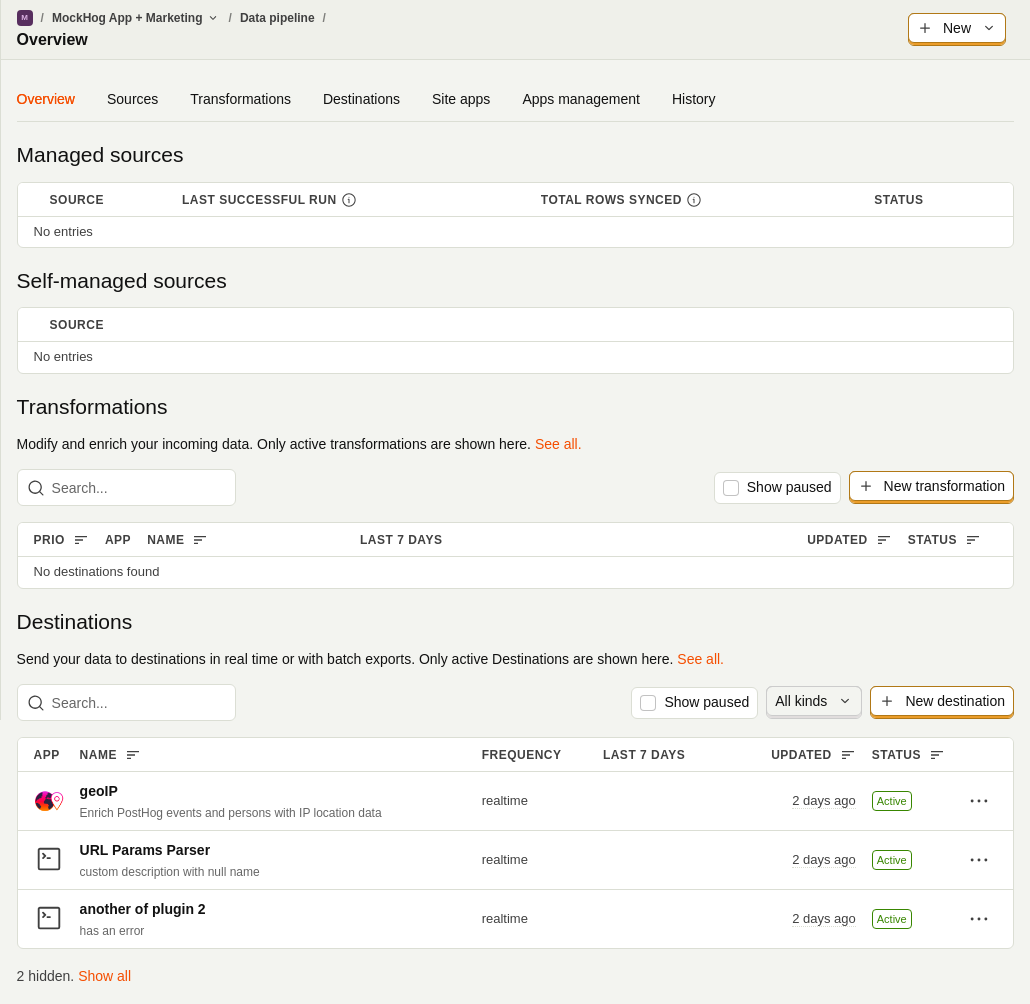 M / MockHog App + Marketing / Data pipeline /
Overview
New
Overview Sources Transformations Destinations Site apps Apps management History
Managed sources
SOURCE LAST SUCCESSFUL RUN TOTAL ROWS SYNCED STATUS
No entries
Self-managed sources
SOURCE
No entries
Transformations
Modify and enrich your incoming data. Only active transformations are shown here. See all.
Search... Show paused New transformation
PRIO APP NAME LAST 7 DAYS UPDATED STATUS
No destinations found
Destinations
Send your data to destinations in real time or with batch exports. Only active Destinations are shown here. See all.
Search... Show paused All kinds New destination
APP NAME FREQUENCY LAST 7 DAYS UPDATED STATUS
geoIP
Enrich PostHog events and persons with IP location data
realtime 2 days ago Active
URL Params Parser
custom description with null name
realtime 2 days ago Active
another of plugin 2
has an error
realtime 2 days ago Active
2 hidden. Show all